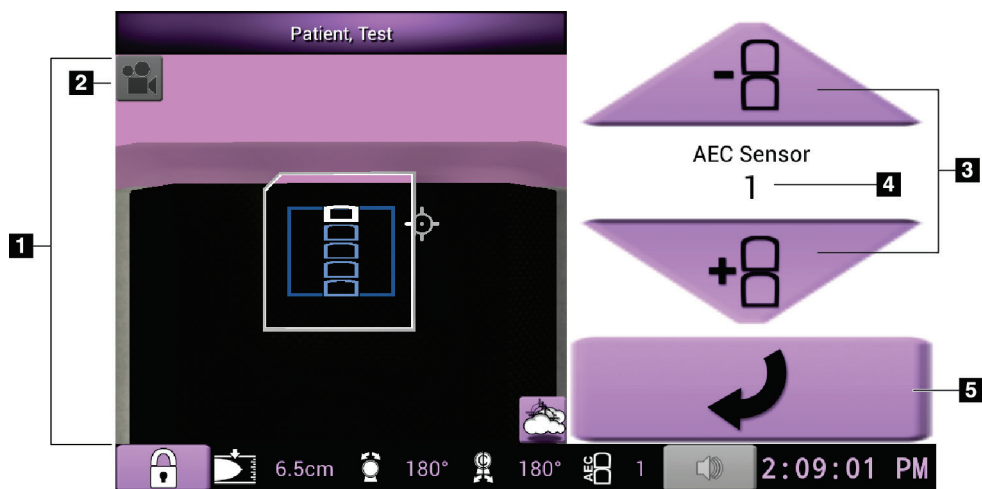 Patient, Test
2
1
-
AEC Sensor
1
4
3
+
5
6.5cm
180°
180°
AEC
1
2:09:01 PM